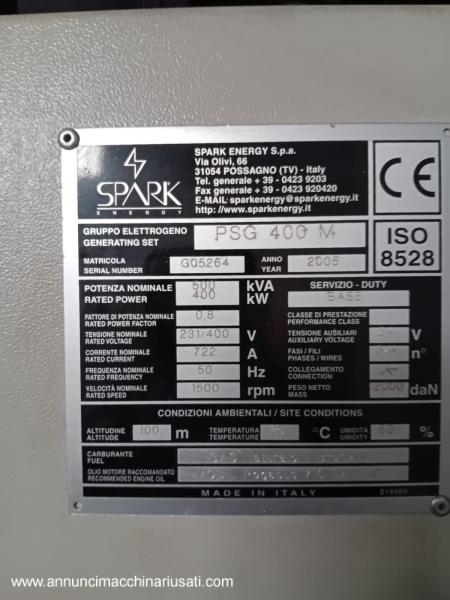 SPARK
ENERGY
SPARK ENERGY S.p.a.
Via Olivi, 66
31054 POSSAGNO (TV) - Italy
Tel. generale + 39 - 0423 9203
Fax generale + 39 - 0423 920420
E-MAIL: sparkenergy@sparkenergy.it
http://www.sparkenergy.it
CE
GRUPPO ELETTROGENO
GENERATING SET
PSG 400 M
ISO
8528
MATRICOLA
SERIAL NUMBER
GQ5264
ANNO
YEAR
2005
POTENZA NOMINALE
RATED POWER
500 kVA
400 kW
SERVIZIO - DUTY
BASE
FATTORE DI POTENZA NOMINALE
RATED POWER FACTOR
0.8
CLASSE DI PRESTAZIONE
PERFORMANCE CLASS
TENSIONE NOMINALE
RATED VOLTAGE
231/400 V
TENSIONE AUSILIARI
AUXILIARY VOLTAGE
V
CORRENTE NOMINALE
RATED CURRENT
722 A
FASI / FILI
PHASES / WIRES
n°
FREQUENZA NOMINALE
RATED FREQUENCY
50 Hz
COLLEGAMENTO
CONNECTION
VELOCITÀ NOMINALE
RATED SPEED
1500 rpm
PESO NETTO
MASS
12000 daN
CONDIZIONI AMBIENTALI / SITE CONDITIONS
ALTITUDINE
ALTITUDE
100 m
TEMPERATURA
TEMPERATURE
°C
UMIDITA
UMIDITY
60 %
CARBURANTE
FUEL
OLIO MOTORE RACCOMANDATO
RECOMMENDED ENGINE OIL
MADE IN ITALY
www.annuncimacchinariusati.com